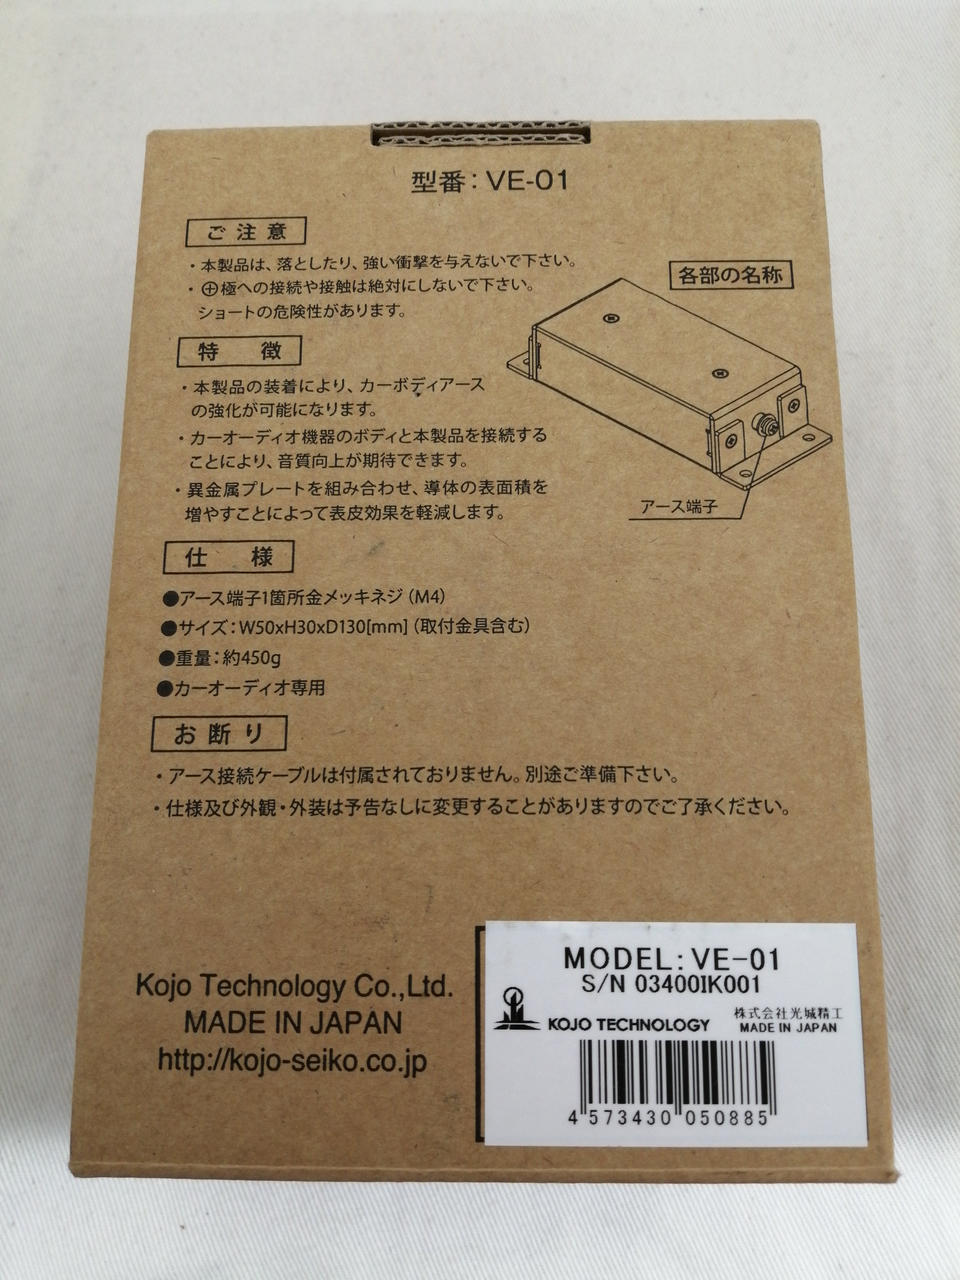 型番：VE-01
ご注意
・本製品は、落としたり、強い衝撃を与えないで下さい。
・⊕極への接続や接触は絶対にしないで下さい。
ショートの危険性があります。
各部の名称
アース端子
特　徴
・本製品の装着により、カーボディアース
の強化が可能になります。
・カーオーディオ機器のボディと本製品を接続する
ことにより、音質向上が期待できます。
・異金属プレートを組み合わせ、導体の表面積を
増やすことによって表皮効果を軽減します。
仕　様
●アース端子1箇所金メッキネジ（M4）
●サイズ：W50xH30xD130[mm]（取付金具含む）
●重量：約450g
●カーオーディオ専用
お断り
・アース接続ケーブルは付属されておりません。別途ご準備下さい。
・仕様及び外観・外装は予告なしに変更することがありますのでご了承ください。
Kojo Technology Co.,Ltd.
MADE IN JAPAN
http://kojo-seiko.co.jp
MODEL:VE-01
S/N 03400IK001
KOJO TECHNOLOGY
株式会社光城精工
MADE IN JAPAN
4 573430 050885